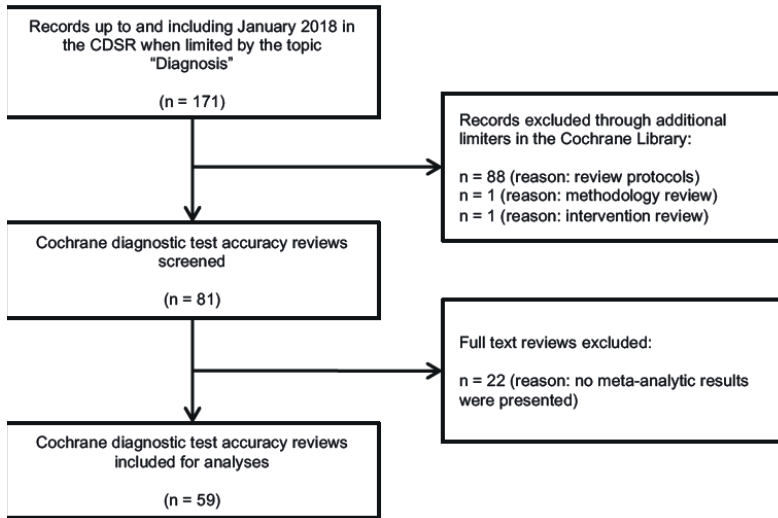 Records up to and including January 2018 in
the CDSR when limited by the topic
“Diagnosis”
(n = 171)
Records excluded through additional
limiters in the Cochrane Library:
n = 88 (reason: review protocols)
n = 1 (reason: methodology review)
n = 1 (reason: intervention review)
Cochrane diagnostic test accuracy reviews
screened
(n = 81)
Full text reviews excluded:
n = 22 (reason: no meta-analytic results
were presented)
Cochrane diagnostic test accuracy reviews
included for analyses
(n = 59)